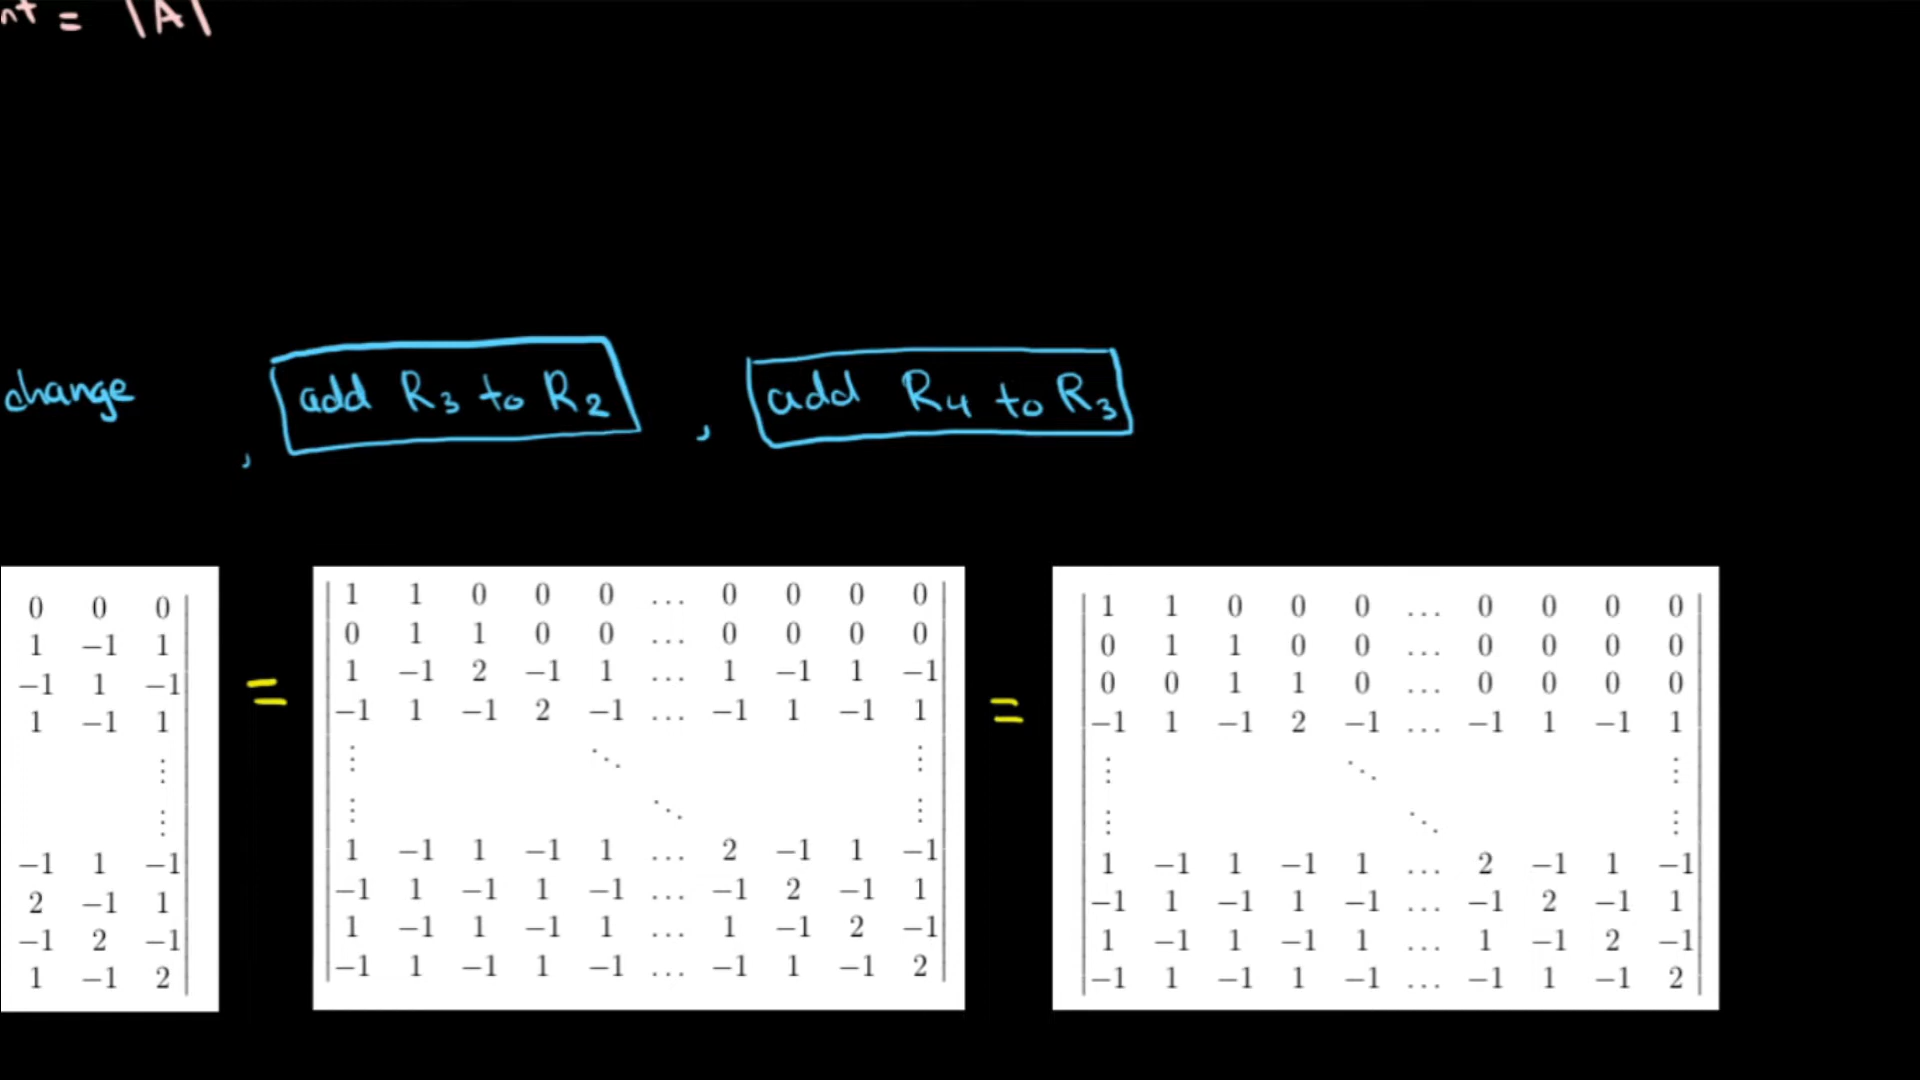 nt = |A|
change , add R3 to R2 , add R4 to R3
0 0 0
1 −1 1
−1 1 −1
1 −1 1
⋮
⋮
−1 1 −1
2 −1 1
−1 2 −1
1 −1 2
=
1 1 0 0 0 … 0 0 0 0
0 1 1 0 0 … 0 0 0 0
1 −1 2 −1 1 … 1 −1 1 −1
−1 1 −1 2 −1 … −1 1 −1 1
⋮ ⋱ ⋮
⋮ ⋱ ⋮
1 −1 1 −1 1 … 2 −1 1 −1
−1 1 −1 1 −1 … −1 2 −1 1
1 −1 1 −1 1 … 1 −1 2 −1
−1 1 −1 1 −1 … −1 1 −1 2
=
1 1 0 0 0 … 0 0 0 0
0 1 1 0 0 … 0 0 0 0
0 0 1 1 0 … 0 0 0 0
−1 1 −1 2 −1 … −1 1 −1 1
⋮ ⋱ ⋮
⋮ ⋱ ⋮
1 −1 1 −1 1 … 2 −1 1 −1
−1 1 −1 1 −1 … −1 2 −1 1
1 −1 1 −1 1 … 1 −1 2 −1
−1 1 −1 1 −1 … −1 1 −1 2